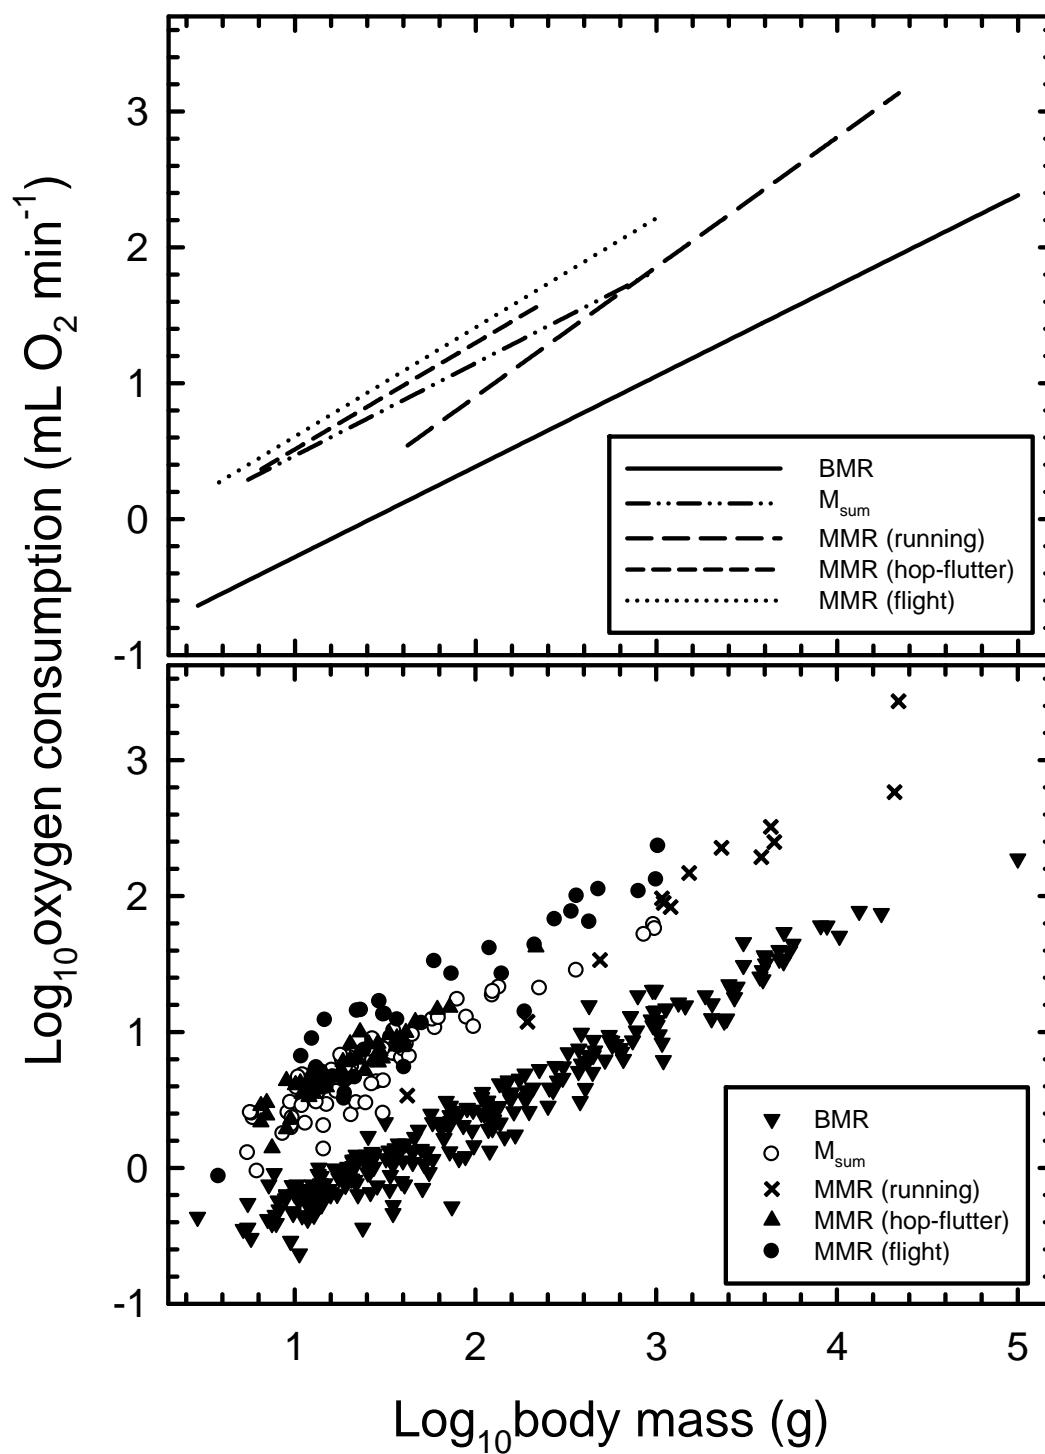 Log₁₀oxygen consumption (mL O₂ min⁻¹)
3
2
1
0
-1
BMR
Mₛᵤₘ
MMR (running)
MMR (hop-flutter)
MMR (flight)
3
2
1
0
-1
BMR
Mₛᵤₘ
MMR (running)
MMR (hop-flutter)
MMR (flight)
1 2 3 4 5
Log₁₀body mass (g)